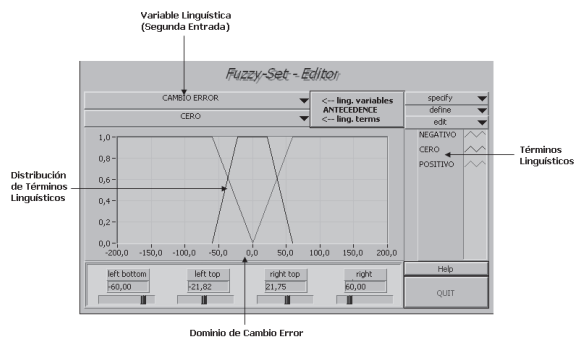 Variable Linguística
(Segunda Entrada)
Fuzzy-Set - Editor
CAMBIO ERROR
CERO
<-- ling. variables
ANTECEDENCE
<-- ling. terms
specify
define
edit
NEGATIVO
CERO
POSITIVO
Términos
Linguísticos
Distribución
de Términos
Linguísticos
1,0
0,8
0,6
0,4
0,2
0,0
-200,0 -150,0 -100,0 -50,0 0,0 50,0 100,0 150,0 200,0
left bottom left top right top right
-60,00 -21,82 21,75 60,00
Help
QUIT
Dominio de Cambio Error